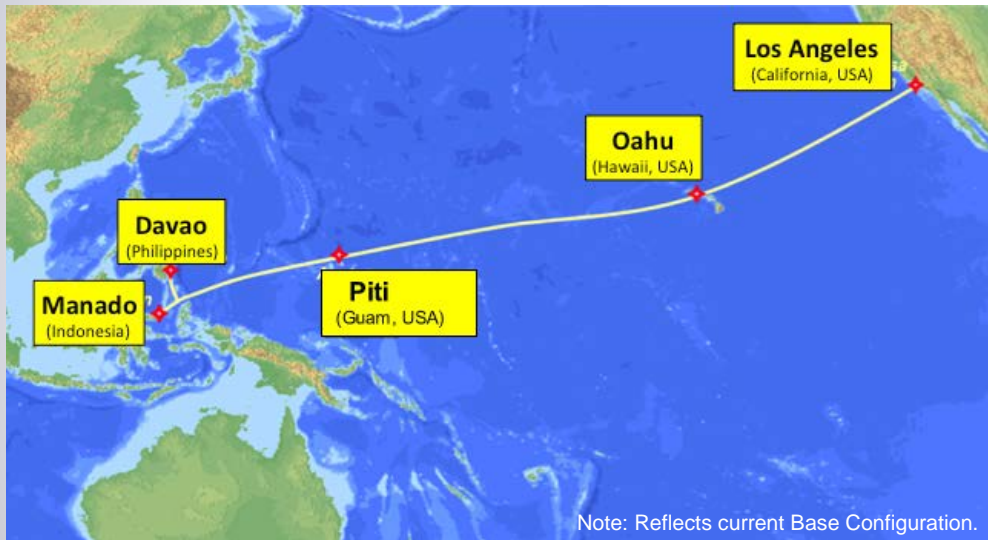 Los Angeles
(California, USA)
Oahu
(Hawaii, USA)
Davao
(Philippines)
Manado
(Indonesia)
Piti
(Guam, USA)
Note: Reflects current Base Configuration.